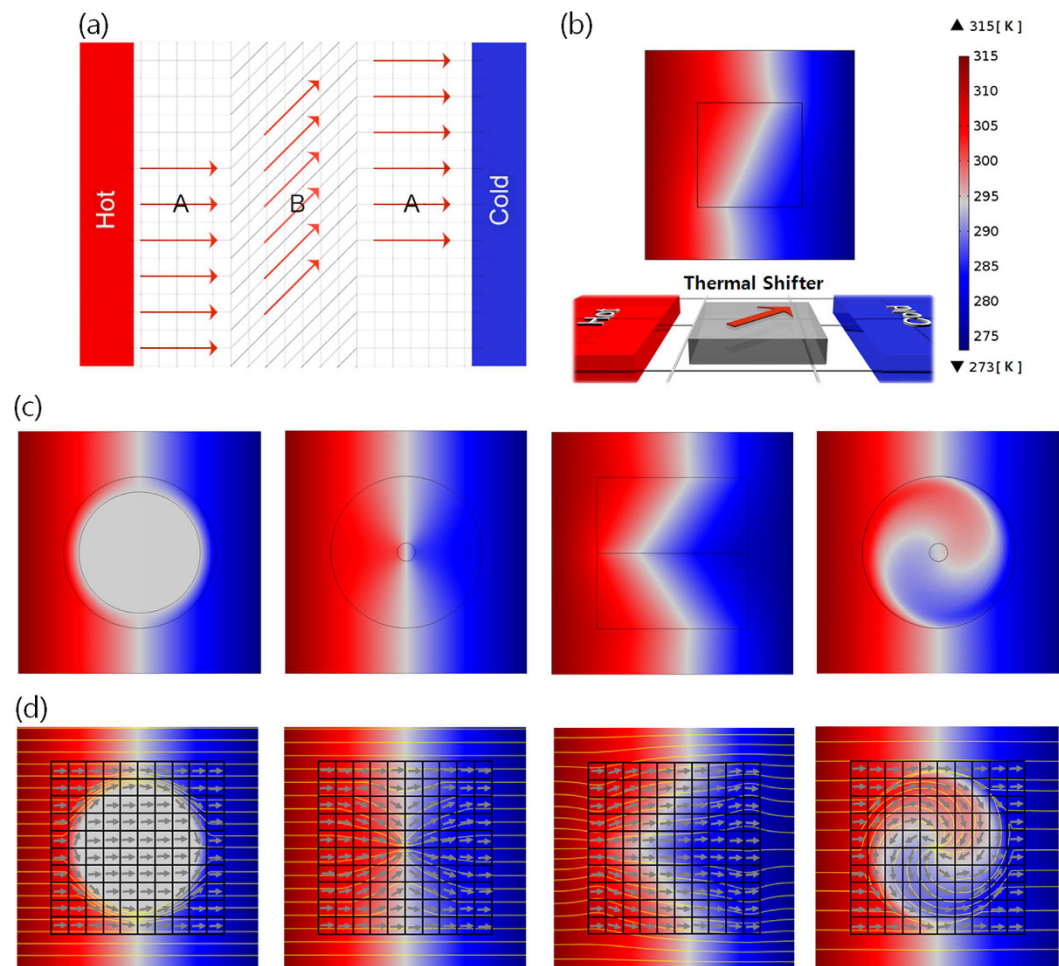 (a)
Hot
A
B
A
Cold
(b)
Thermal Shifter
Hot
Cold
▲ 315[ K ]
315
310
305
300
295
290
285
280
275
▼ 273[ K ]
(c)
(d)